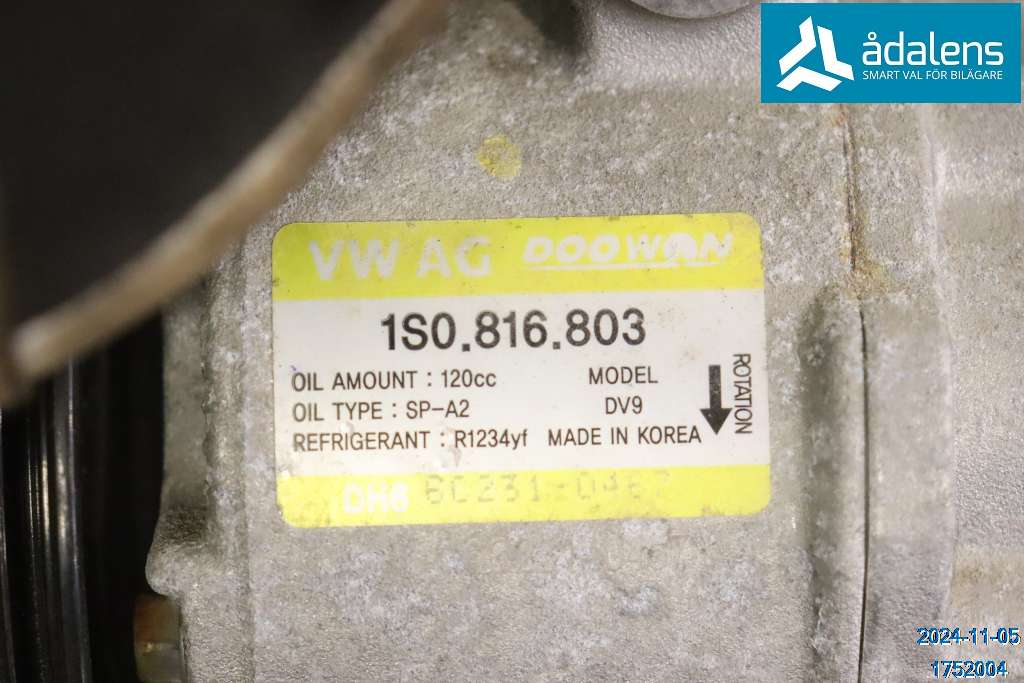 ådalens
SMART VAL FÖR BILÄGARE
VW AG DOOWON
1S0.816.803
OIL AMOUNT : 120cc MODEL
OIL TYPE : SP-A2 DV9
REFRIGERANT : R1234yf MADE IN KOREA
ROTATION
DH6
2024-11-05
1752004